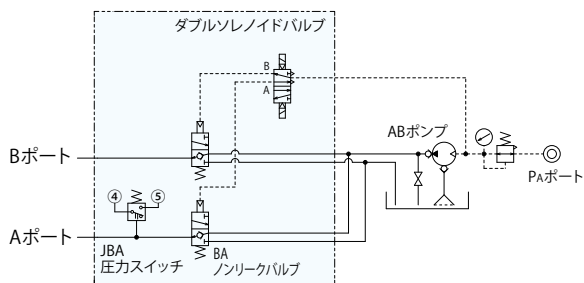 ダブルソレノイドバルブ
B
A
ABポンプ
Bポート
PAポート
④
⑤
Aポート
JBA
圧力スイッチ
BA
ノンリークバルブ